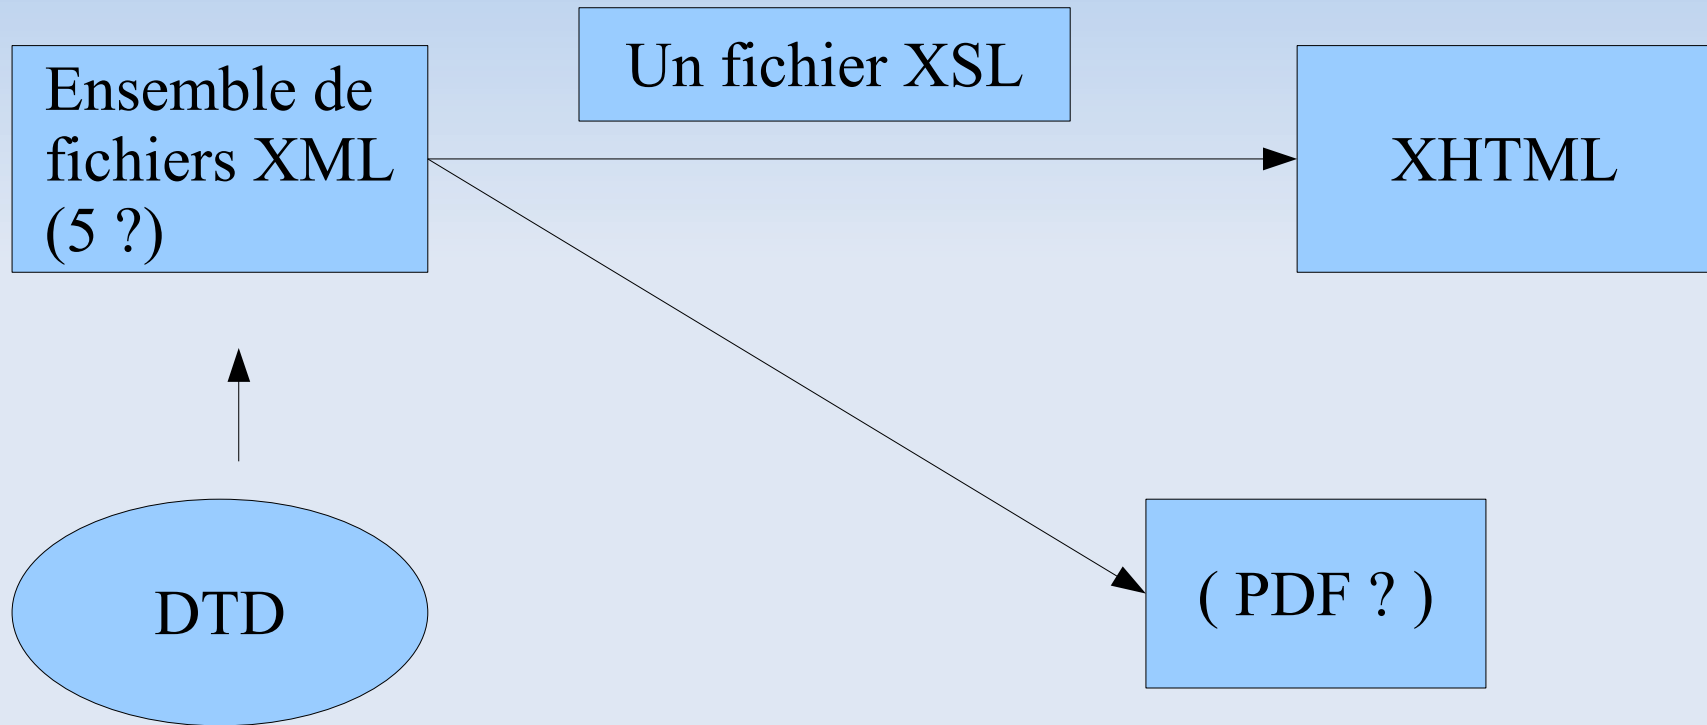 Un fichier XSL
Ensemble de
fichiers XML
(5 ?)
XHTML
( PDF ? )
DTD